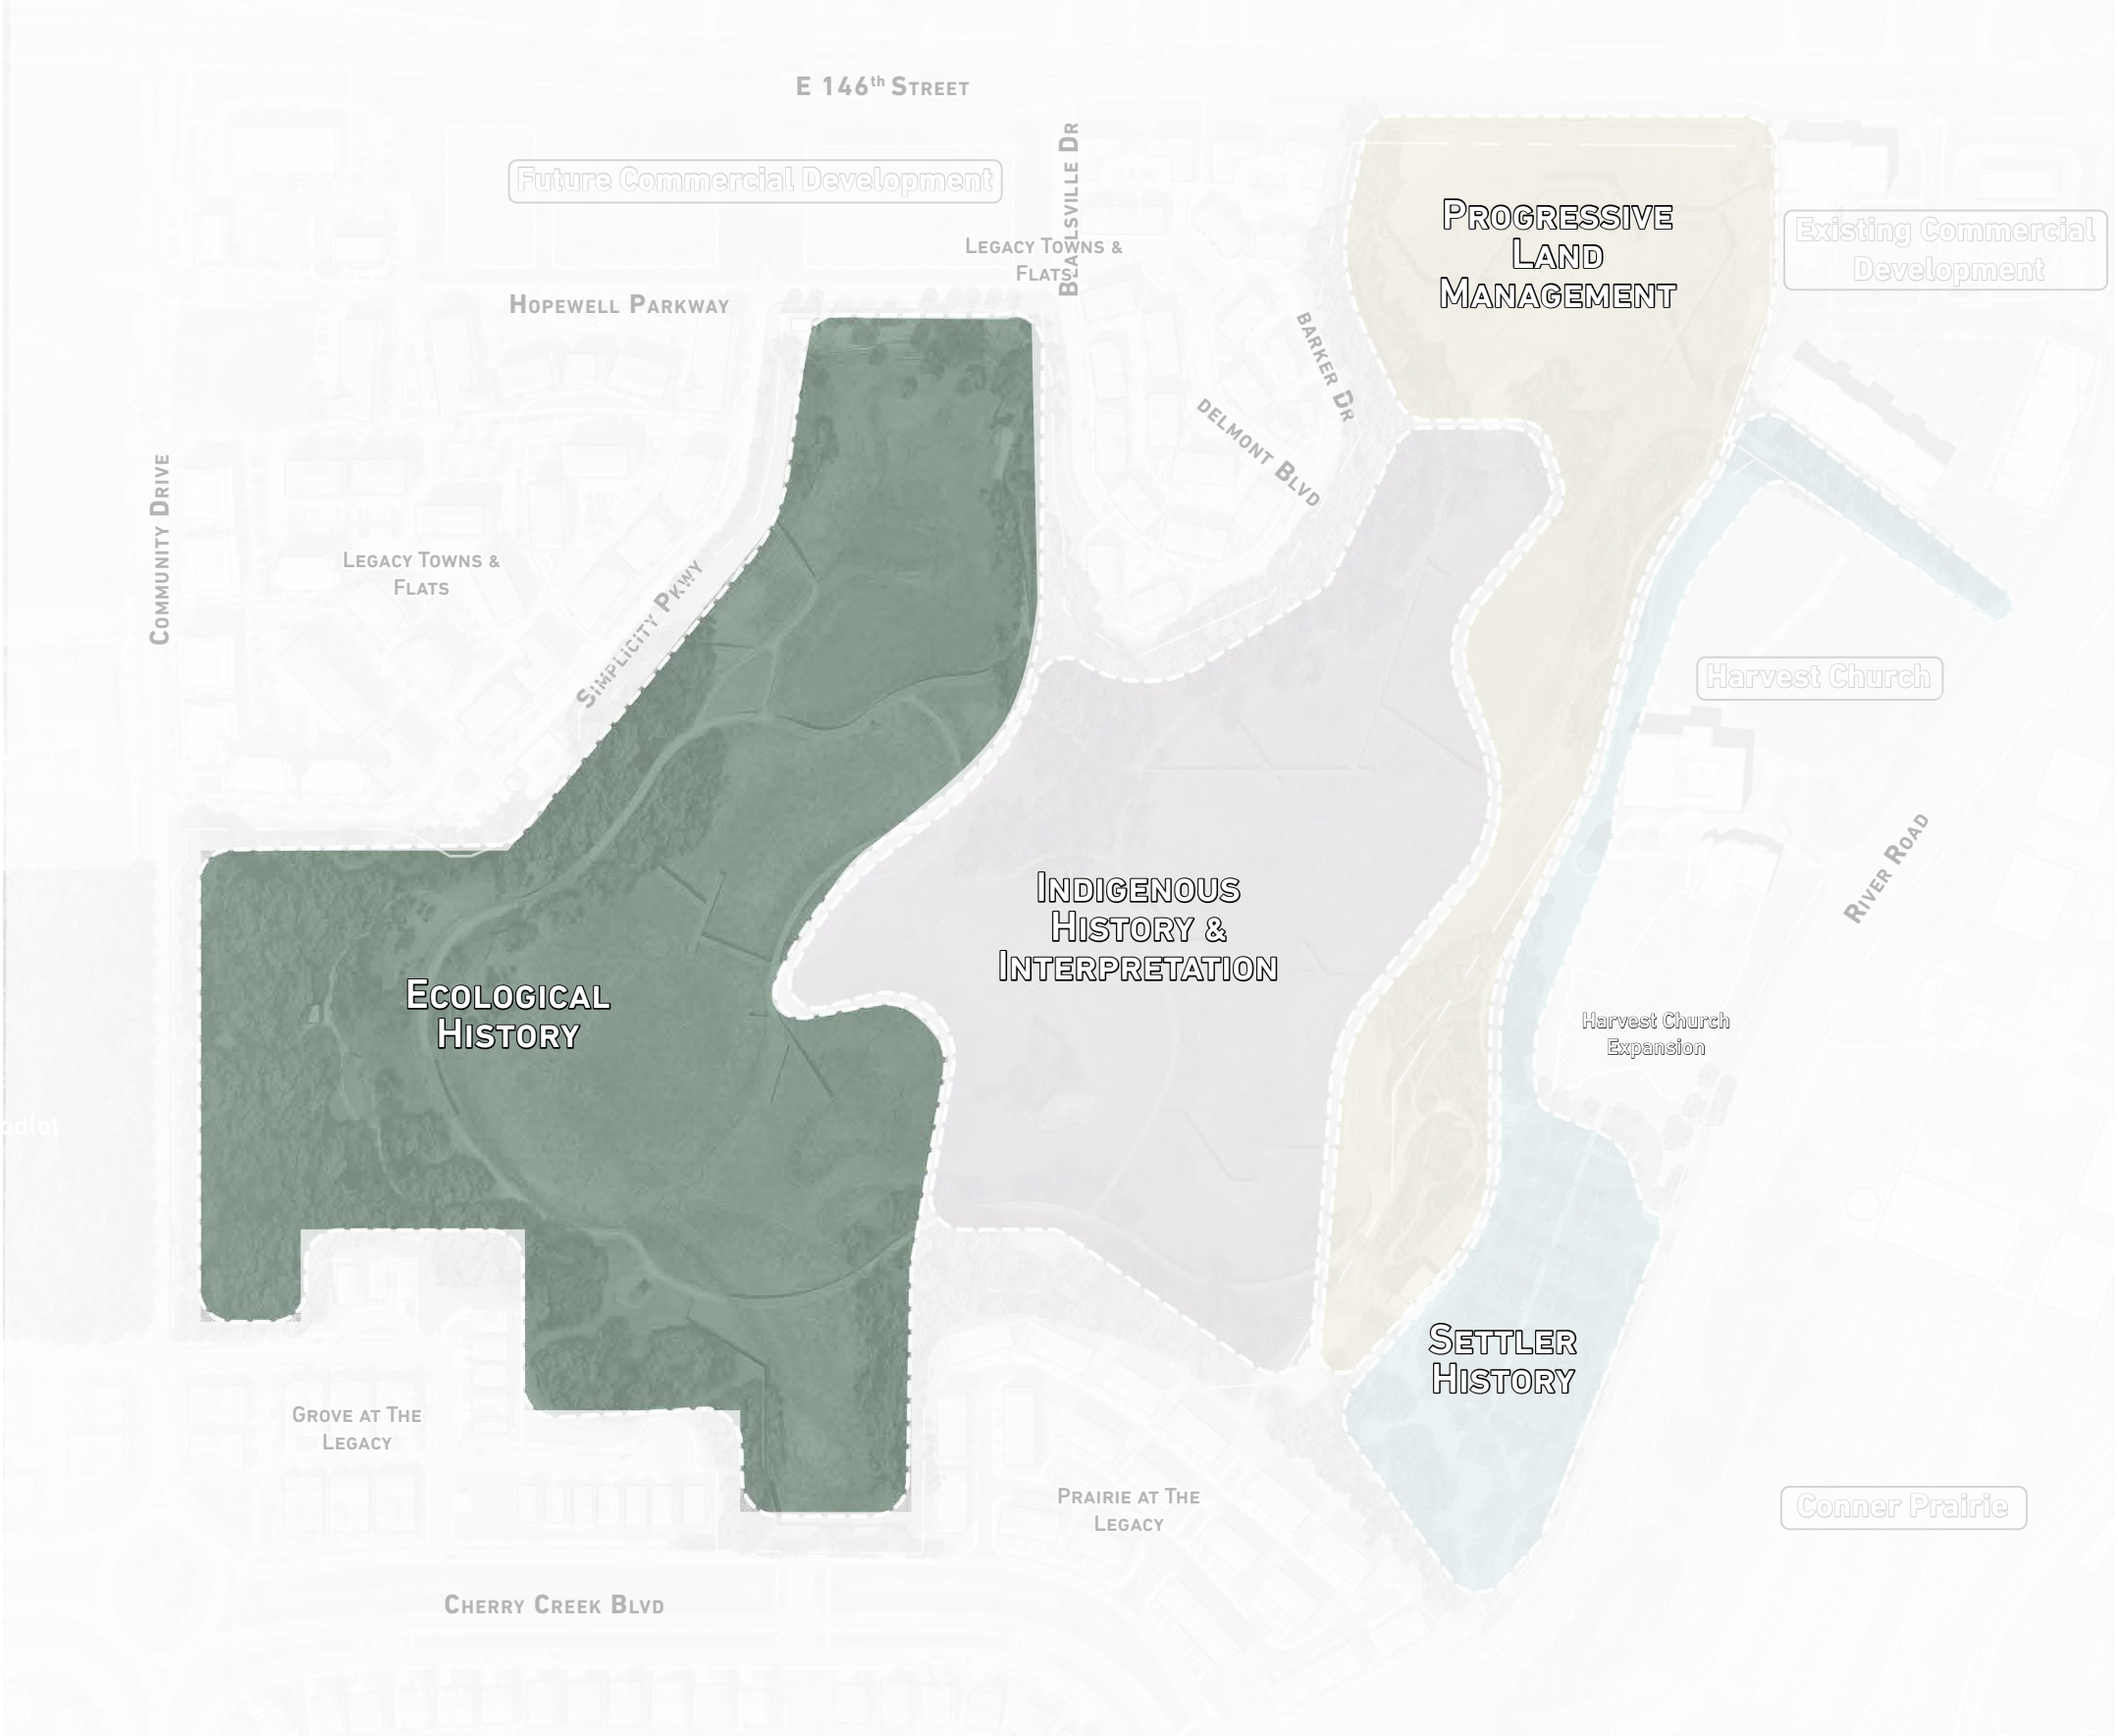 E 146th Street
Future Commercial Development
Blairsville Dr
Legacy Towns &
Flats
Hopewell Parkway
Progressive
Land
Management
Existing Commercial
Development
Barker Dr
Delmont Blvd
Community Drive
Legacy Towns &
Flats
Simplicity Pkwy
Harvest Church
River Road
Indigenous
History &
Interpretation
Ecological
History
Harvest Church
Expansion
odlot
Settler
History
Grove at The
Legacy
Prairie at The
Legacy
Conner Prairie
Cherry Creek Blvd